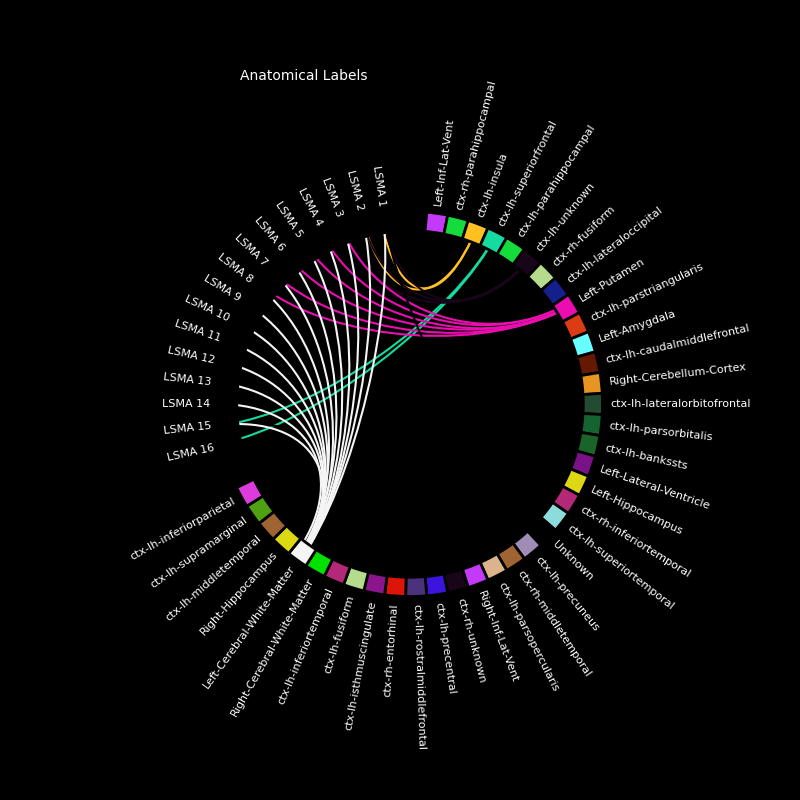 Anatomical Labels
LSMA 1
LSMA 2
LSMA 3
LSMA 4
LSMA 5
LSMA 6
LSMA 7
LSMA 8
LSMA 9
LSMA 10
LSMA 11
LSMA 12
LSMA 13
LSMA 14
LSMA 15
LSMA 16
Left-Inf-Lat-Vent
ctx-rh-parahippocampal
ctx-lh-insula
ctx-lh-superiorfrontal
ctx-lh-parahippocampal
ctx-lh-unknown
ctx-rh-fusiform
ctx-lh-lateraloccipital
Left-Putamen
ctx-lh-parstriangularis
Left-Amygdala
ctx-lh-caudalmiddlefrontal
Right-Cerebellum-Cortex
ctx-lh-lateralorbitofrontal
ctx-lh-parsorbitalis
ctx-lh-bankssts
Left-Lateral-Ventricle
Left-Hippocampus
ctx-rh-inferiortemporal
ctx-lh-superiortemporal
Unknown
ctx-lh-precuneus
ctx-rh-middletemporal
ctx-lh-parsopercularis
Right-Inf-Lat-Vent
ctx-rh-unknown
ctx-lh-precentral
ctx-lh-rostralmiddlefrontal
ctx-rh-entorhinal
ctx-lh-isthmuscingulate
ctx-lh-fusiform
ctx-lh-inferiortemporal
Right-Cerebral-White-Matter
Left-Cerebral-White-Matter
Right-Hippocampus
ctx-lh-middletemporal
ctx-lh-supramarginal
ctx-lh-inferiorparietal